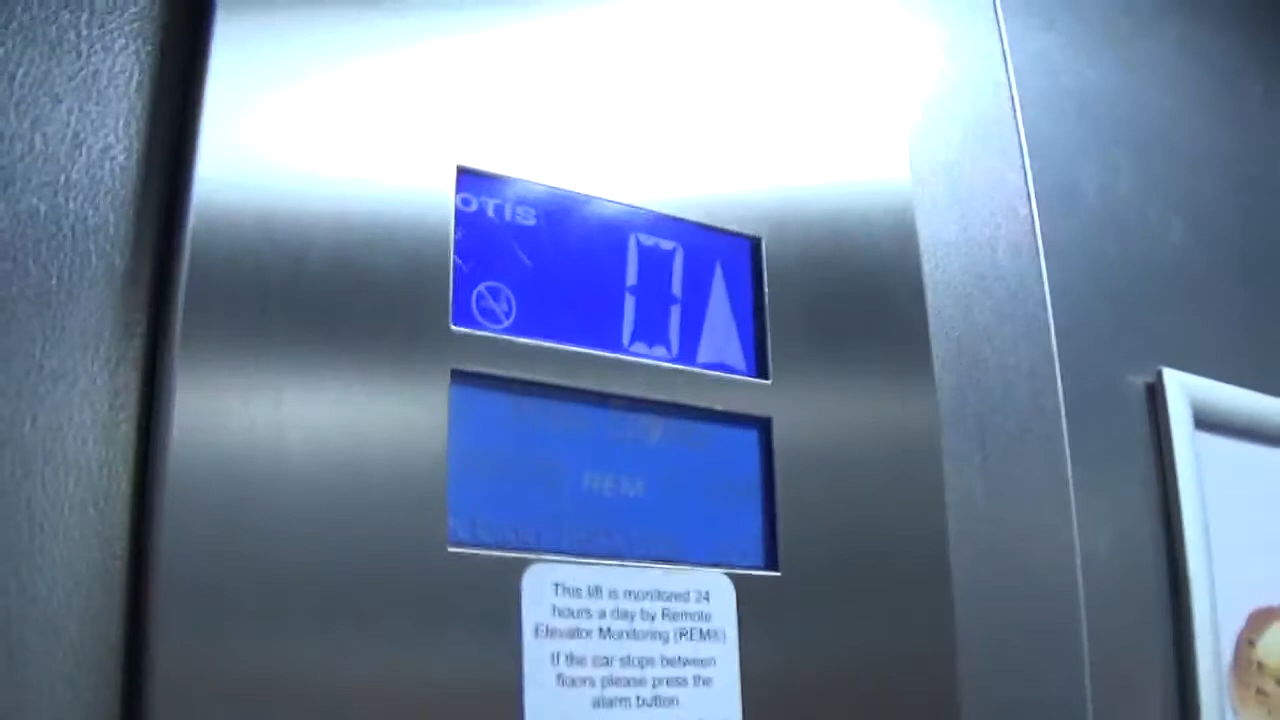 OTIS
0
REM
This lift is monitored 24
hours a day by Remote
Elevator Monitoring (REM®)
If the car stops between
floors please press the
alarm button.